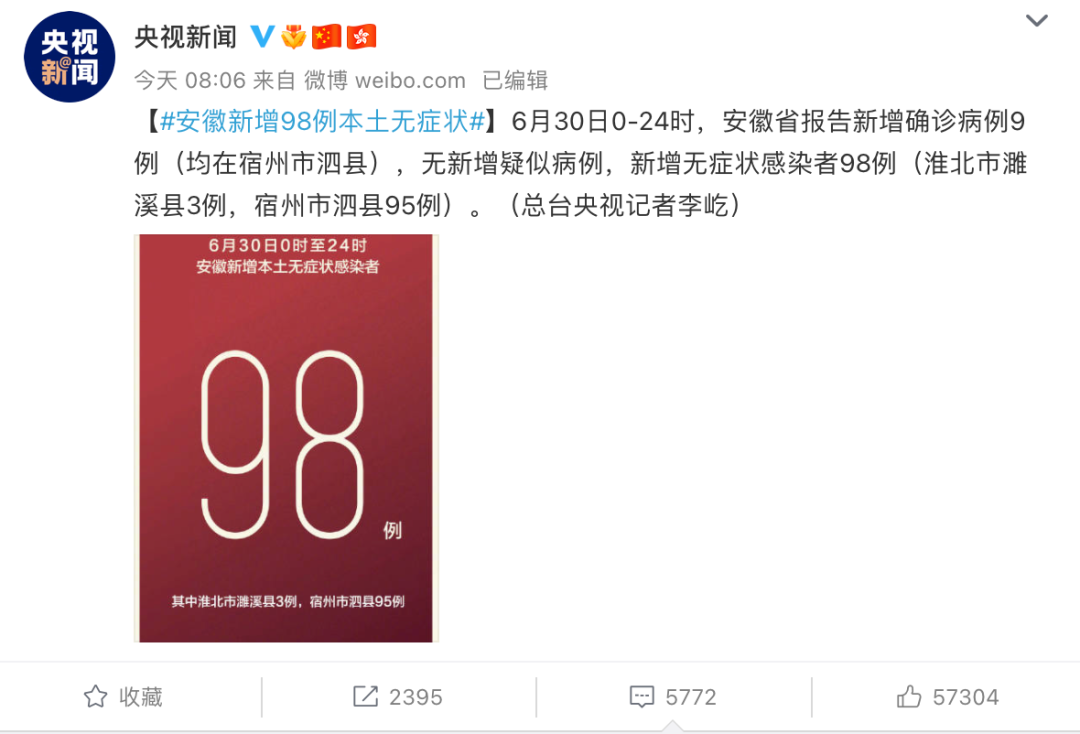 央视
@
新闻
央视新闻
今天 08:06 来自 微博 weibo.com 已编辑
【#安徽新增98例本土无症状#】6月30日0-24时，安徽省报告新增确诊病例9
例（均在宿州市泗县），无新增疑似病例，新增无症状感染者98例（淮北市濉
溪县3例，宿州市泗县95例）。（总台央视记者李屹）
6月30日0时至24时
安徽新增本土无症状感染者
98
例
其中淮北市濉溪县3例，宿州市泗县95例
收藏
2395
5772
57304